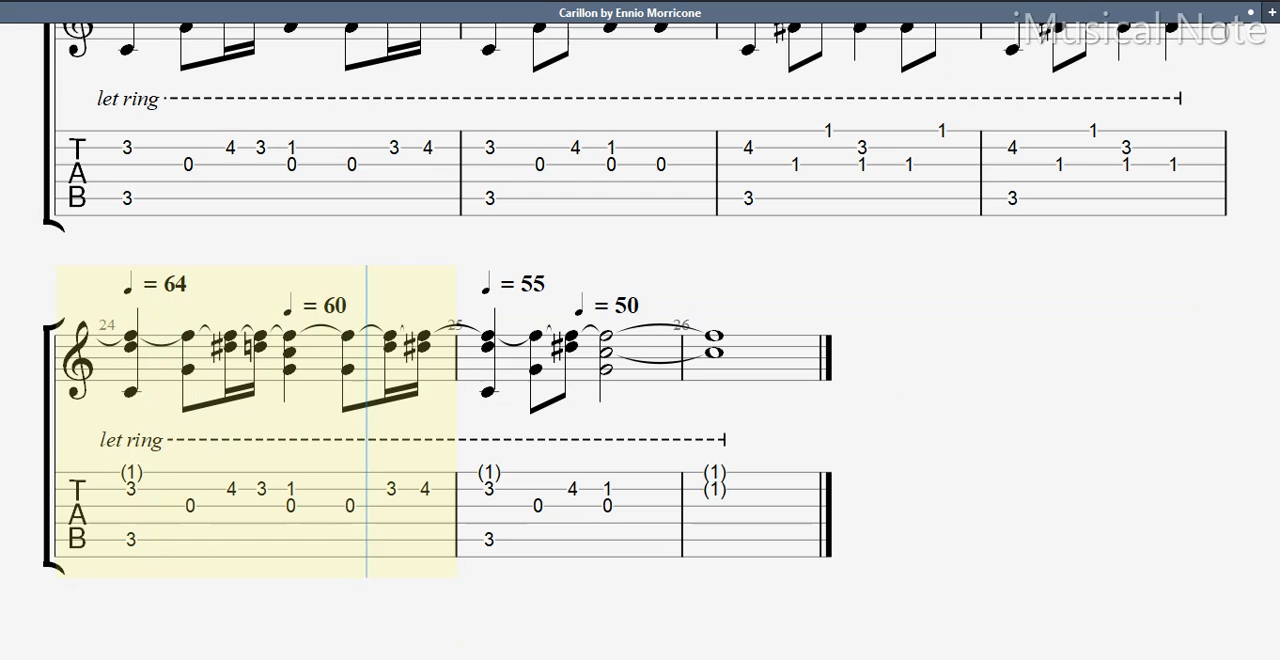 Carillon by Ennio Morricone
iMusical Note
let ring
3 0 4 3 1 0 0 3 4 3 0 4 1 0 0 4 1 1 3 1 1 1 4 1 1 3 1 1
T
A
B
3 3 3 3
= 64
= 60
= 55
= 50
24 25 26
let ring
(1) (1) (1)
T 3 4 3 1 3 4 3 4 1 (1)
A 0 0 0 0 0
B 3 3